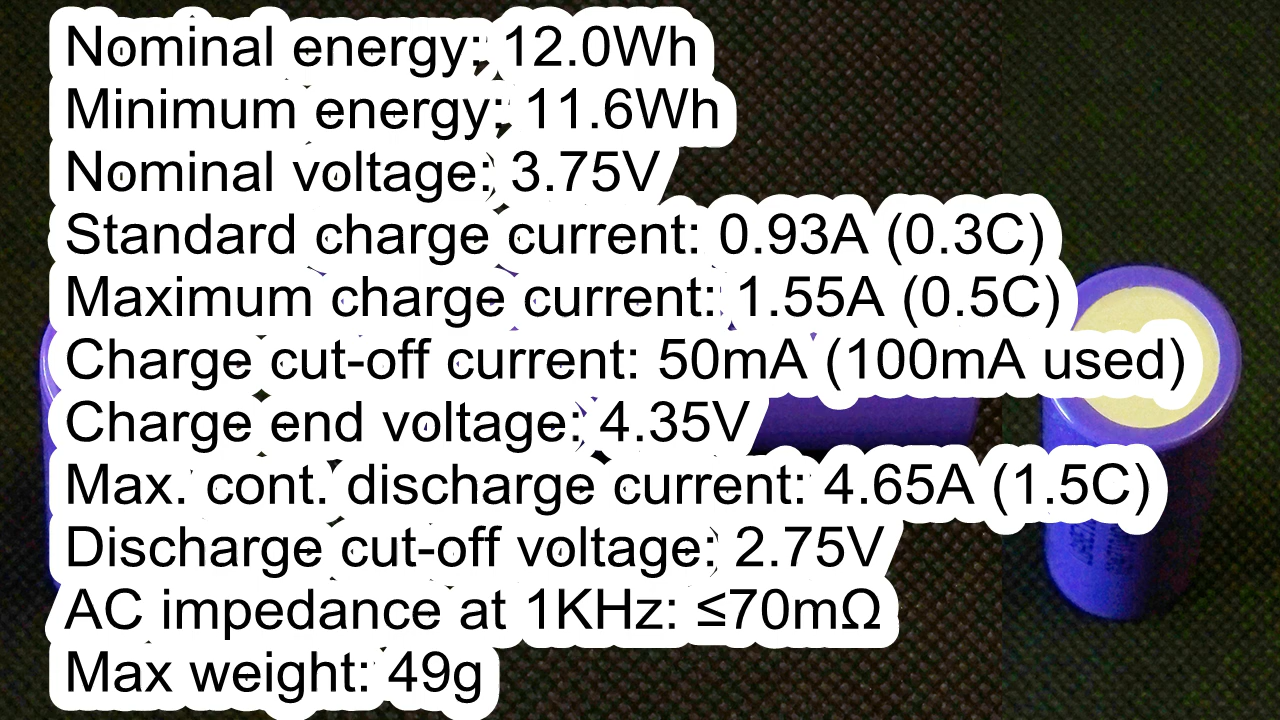 Nominal energy: 12.0Wh
Minimum energy: 11.6Wh
Nominal voltage: 3.75V
Standard charge current: 0.93A (0.3C)
Maximum charge current: 1.55A (0.5C)
Charge cut-off current: 50mA (100mA used)
Charge end voltage: 4.35V
Max. cont. discharge current: 4.65A (1.5C)
Discharge cut-off voltage: 2.75V
AC impedance at 1KHz: ≤70mΩ
Max weight: 49g